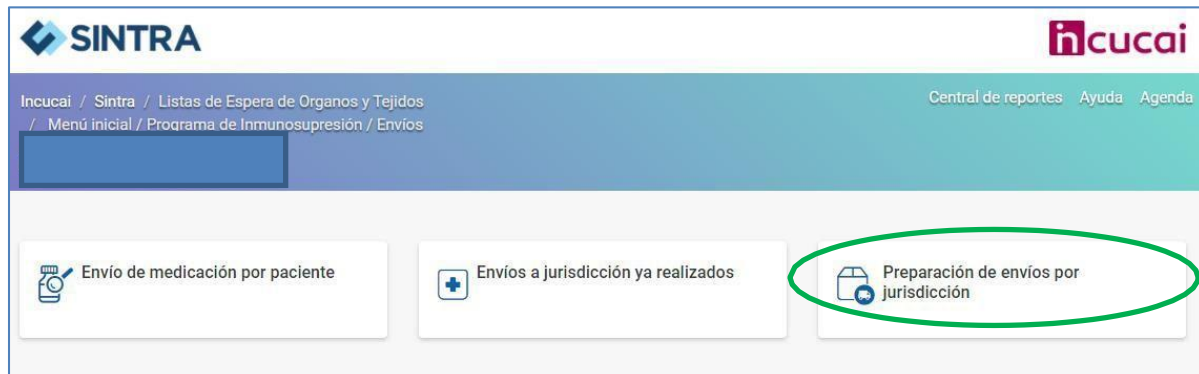 SINTRA
incucai
Incucai / Sintra / Listas de Espera de Organos y Tejidos
/ Menú inicial / Programa de Inmunosupresión / Envíos
Central de reportes Ayuda Agenda
Envío de medicación por paciente
Envíos a jurisdicción ya realizados
Preparación de envíos por
jurisdicción